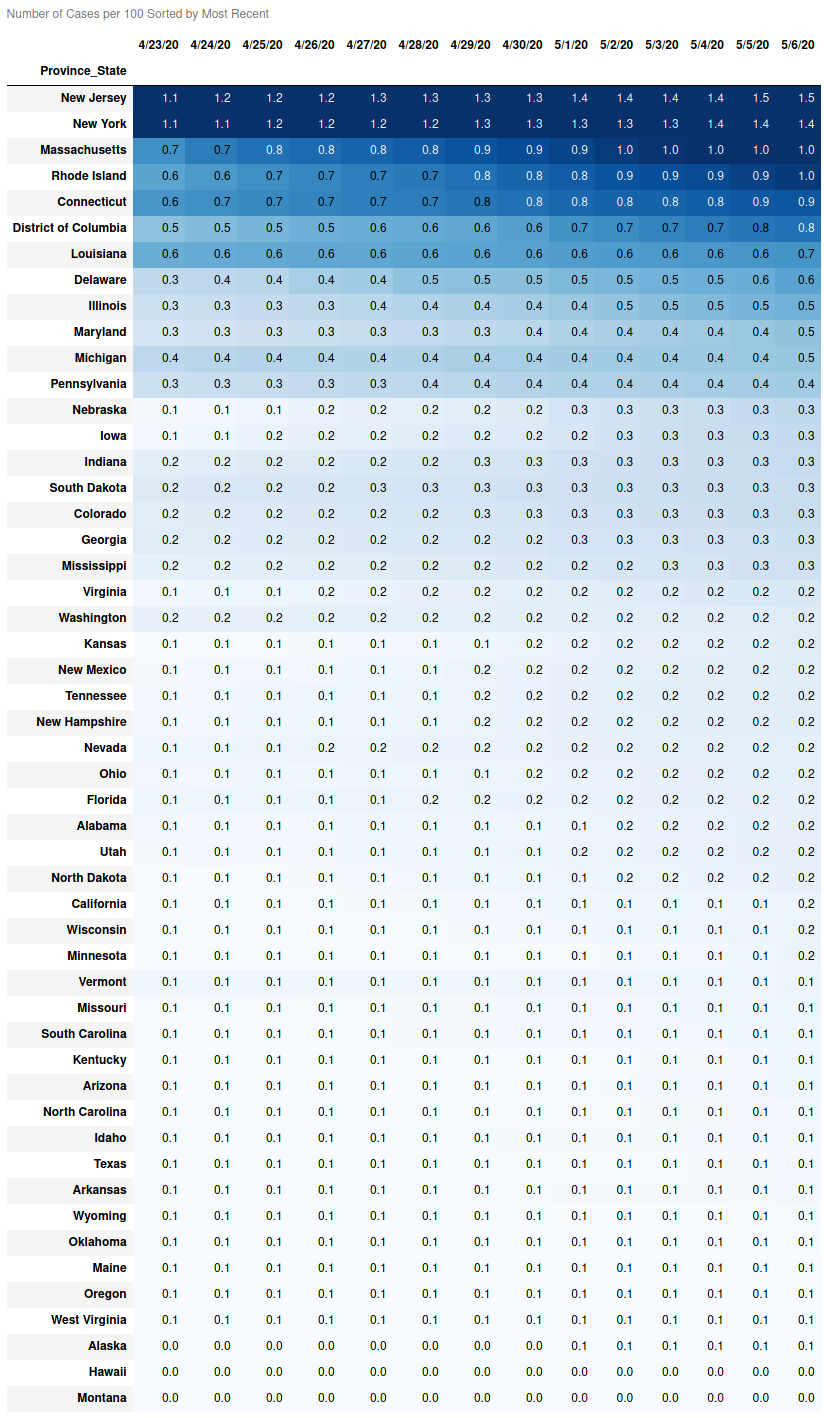 Number of Cases per 100 Sorted by Most Recent
4/23/20 4/24/20 4/25/20 4/26/20 4/27/20 4/28/20 4/29/20 4/30/20 5/1/20 5/2/20 5/3/20 5/4/20 5/5/20 5/6/20
Province_State
New Jersey 1.1 1.2 1.2 1.2 1.3 1.3 1.3 1.3 1.4 1.4 1.4 1.4 1.5 1.5
New York 1.1 1.1 1.2 1.2 1.2 1.2 1.3 1.3 1.3 1.3 1.3 1.4 1.4 1.4
Massachusetts 0.7 0.7 0.8 0.8 0.8 0.8 0.9 0.9 0.9 1.0 1.0 1.0 1.0 1.0
Rhode Island 0.6 0.6 0.7 0.7 0.7 0.7 0.8 0.8 0.8 0.9 0.9 0.9 0.9 1.0
Connecticut 0.6 0.7 0.7 0.7 0.7 0.7 0.8 0.8 0.8 0.8 0.8 0.8 0.9 0.9
District of Columbia 0.5 0.5 0.5 0.5 0.6 0.6 0.6 0.6 0.7 0.7 0.7 0.7 0.8 0.8
Louisiana 0.6 0.6 0.6 0.6 0.6 0.6 0.6 0.6 0.6 0.6 0.6 0.6 0.6 0.7
Delaware 0.3 0.4 0.4 0.4 0.4 0.5 0.5 0.5 0.5 0.5 0.5 0.5 0.6 0.6
Illinois 0.3 0.3 0.3 0.3 0.4 0.4 0.4 0.4 0.4 0.5 0.5 0.5 0.5 0.5
Maryland 0.3 0.3 0.3 0.3 0.3 0.3 0.3 0.4 0.4 0.4 0.4 0.4 0.4 0.5
Michigan 0.4 0.4 0.4 0.4 0.4 0.4 0.4 0.4 0.4 0.4 0.4 0.4 0.4 0.5
Pennsylvania 0.3 0.3 0.3 0.3 0.3 0.4 0.4 0.4 0.4 0.4 0.4 0.4 0.4 0.4
Nebraska 0.1 0.1 0.1 0.2 0.2 0.2 0.2 0.2 0.3 0.3 0.3 0.3 0.3 0.3
Iowa 0.1 0.1 0.2 0.2 0.2 0.2 0.2 0.2 0.2 0.3 0.3 0.3 0.3 0.3
Indiana 0.2 0.2 0.2 0.2 0.2 0.2 0.3 0.3 0.3 0.3 0.3 0.3 0.3 0.3
South Dakota 0.2 0.2 0.2 0.2 0.3 0.3 0.3 0.3 0.3 0.3 0.3 0.3 0.3 0.3
Colorado 0.2 0.2 0.2 0.2 0.2 0.2 0.3 0.3 0.3 0.3 0.3 0.3 0.3 0.3
Georgia 0.2 0.2 0.2 0.2 0.2 0.2 0.2 0.2 0.3 0.3 0.3 0.3 0.3 0.3
Mississippi 0.2 0.2 0.2 0.2 0.2 0.2 0.2 0.2 0.2 0.2 0.3 0.3 0.3 0.3
Virginia 0.1 0.1 0.1 0.2 0.2 0.2 0.2 0.2 0.2 0.2 0.2 0.2 0.2 0.2
Washington 0.2 0.2 0.2 0.2 0.2 0.2 0.2 0.2 0.2 0.2 0.2 0.2 0.2 0.2
Kansas 0.1 0.1 0.1 0.1 0.1 0.1 0.1 0.2 0.2 0.2 0.2 0.2 0.2 0.2
New Mexico 0.1 0.1 0.1 0.1 0.1 0.1 0.2 0.2 0.2 0.2 0.2 0.2 0.2 0.2
Tennessee 0.1 0.1 0.1 0.1 0.1 0.1 0.2 0.2 0.2 0.2 0.2 0.2 0.2 0.2
New Hampshire 0.1 0.1 0.1 0.1 0.1 0.1 0.2 0.2 0.2 0.2 0.2 0.2 0.2 0.2
Nevada 0.1 0.1 0.1 0.2 0.2 0.2 0.2 0.2 0.2 0.2 0.2 0.2 0.2 0.2
Ohio 0.1 0.1 0.1 0.1 0.1 0.1 0.1 0.2 0.2 0.2 0.2 0.2 0.2 0.2
Florida 0.1 0.1 0.1 0.1 0.1 0.2 0.2 0.2 0.2 0.2 0.2 0.2 0.2 0.2
Alabama 0.1 0.1 0.1 0.1 0.1 0.1 0.1 0.1 0.1 0.2 0.2 0.2 0.2 0.2
Utah 0.1 0.1 0.1 0.1 0.1 0.1 0.1 0.1 0.2 0.2 0.2 0.2 0.2 0.2
North Dakota 0.1 0.1 0.1 0.1 0.1 0.1 0.1 0.1 0.1 0.2 0.2 0.2 0.2 0.2
California 0.1 0.1 0.1 0.1 0.1 0.1 0.1 0.1 0.1 0.1 0.1 0.1 0.1 0.2
Wisconsin 0.1 0.1 0.1 0.1 0.1 0.1 0.1 0.1 0.1 0.1 0.1 0.1 0.1 0.2
Minnesota 0.1 0.1 0.1 0.1 0.1 0.1 0.1 0.1 0.1 0.1 0.1 0.1 0.1 0.2
Vermont 0.1 0.1 0.1 0.1 0.1 0.1 0.1 0.1 0.1 0.1 0.1 0.1 0.1 0.1
Missouri 0.1 0.1 0.1 0.1 0.1 0.1 0.1 0.1 0.1 0.1 0.1 0.1 0.1 0.1
South Carolina 0.1 0.1 0.1 0.1 0.1 0.1 0.1 0.1 0.1 0.1 0.1 0.1 0.1 0.1
Kentucky 0.1 0.1 0.1 0.1 0.1 0.1 0.1 0.1 0.1 0.1 0.1 0.1 0.1 0.1
Arizona 0.1 0.1 0.1 0.1 0.1 0.1 0.1 0.1 0.1 0.1 0.1 0.1 0.1 0.1
North Carolina 0.1 0.1 0.1 0.1 0.1 0.1 0.1 0.1 0.1 0.1 0.1 0.1 0.1 0.1
Idaho 0.1 0.1 0.1 0.1 0.1 0.1 0.1 0.1 0.1 0.1 0.1 0.1 0.1 0.1
Texas 0.1 0.1 0.1 0.1 0.1 0.1 0.1 0.1 0.1 0.1 0.1 0.1 0.1 0.1
Arkansas 0.1 0.1 0.1 0.1 0.1 0.1 0.1 0.1 0.1 0.1 0.1 0.1 0.1 0.1
Wyoming 0.1 0.1 0.1 0.1 0.1 0.1 0.1 0.1 0.1 0.1 0.1 0.1 0.1 0.1
Oklahoma 0.1 0.1 0.1 0.1 0.1 0.1 0.1 0.1 0.1 0.1 0.1 0.1 0.1 0.1
Maine 0.1 0.1 0.1 0.1 0.1 0.1 0.1 0.1 0.1 0.1 0.1 0.1 0.1 0.1
Oregon 0.1 0.1 0.1 0.1 0.1 0.1 0.1 0.1 0.1 0.1 0.1 0.1 0.1 0.1
West Virginia 0.1 0.1 0.1 0.1 0.1 0.1 0.1 0.1 0.1 0.1 0.1 0.1 0.1 0.1
Alaska 0.0 0.0 0.0 0.0 0.0 0.0 0.0 0.0 0.1 0.1 0.1 0.1 0.1 0.1
Hawaii 0.0 0.0 0.0 0.0 0.0 0.0 0.0 0.0 0.0 0.0 0.0 0.0 0.0 0.0
Montana 0.0 0.0 0.0 0.0 0.0 0.0 0.0 0.0 0.0 0.0 0.0 0.0 0.0 0.0